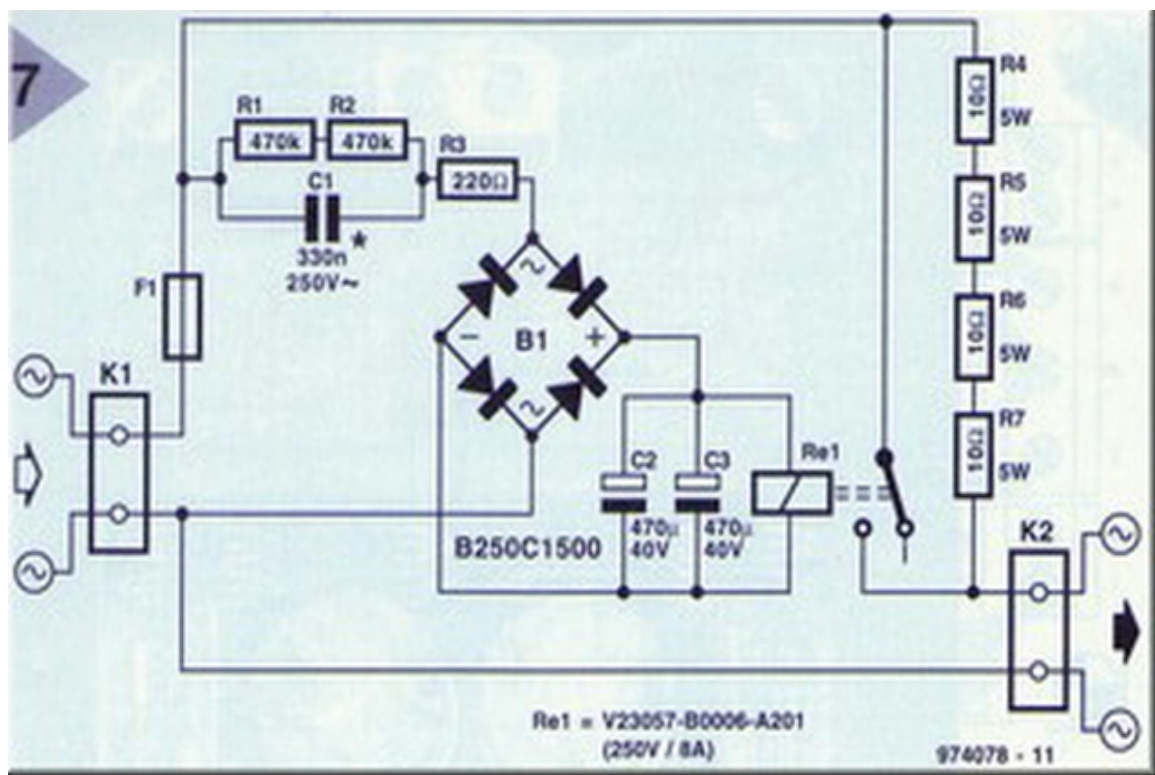 7
R1 R2
470k 470k
R3
220Ω
C1
*
330n
250V~
F1
K1
B1
- +
~
~
R4
10Ω
5W
R5
10Ω
5W
R6
10Ω
5W
R7
10Ω
5W
C2
470µ
40V
C3
470µ
40V
Re1
B250C1500
K2
~
~
~
~
Re1 = V23057-B0006-A201
(250V / 8A)
974078 - 11